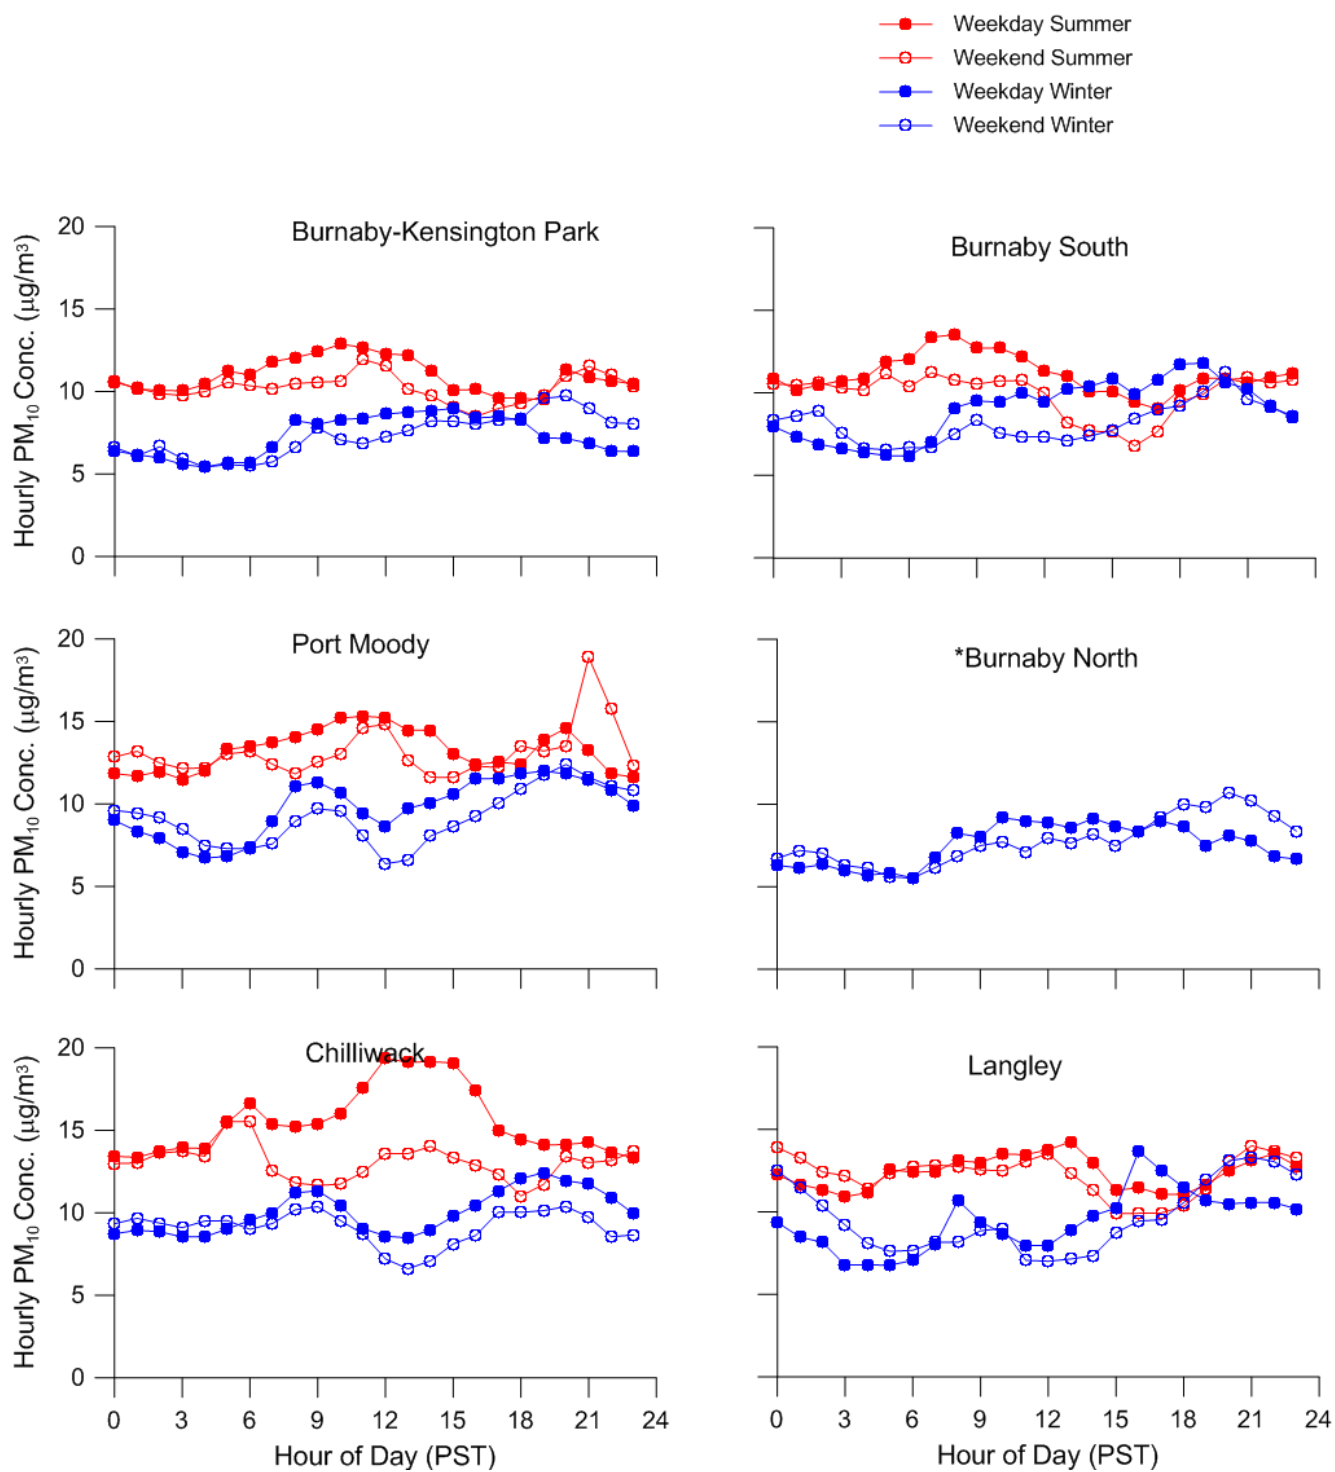 Weekday Summer
Weekend Summer
Weekday Winter
Weekend Winter
Burnaby-Kensington Park
20
15
10
5
0
Hourly PM₁₀ Conc. (µg/m³)
Burnaby South
Port Moody
20
15
10
5
0
Hourly PM₁₀ Conc. (µg/m³)
*Burnaby North
Chilliwack
20
15
10
5
0
Hourly PM₁₀ Conc. (µg/m³)
0 3 6 9 12 15 18 21 24
Hour of Day (PST)
Langley
0 3 6 9 12 15 18 21 24
Hour of Day (PST)